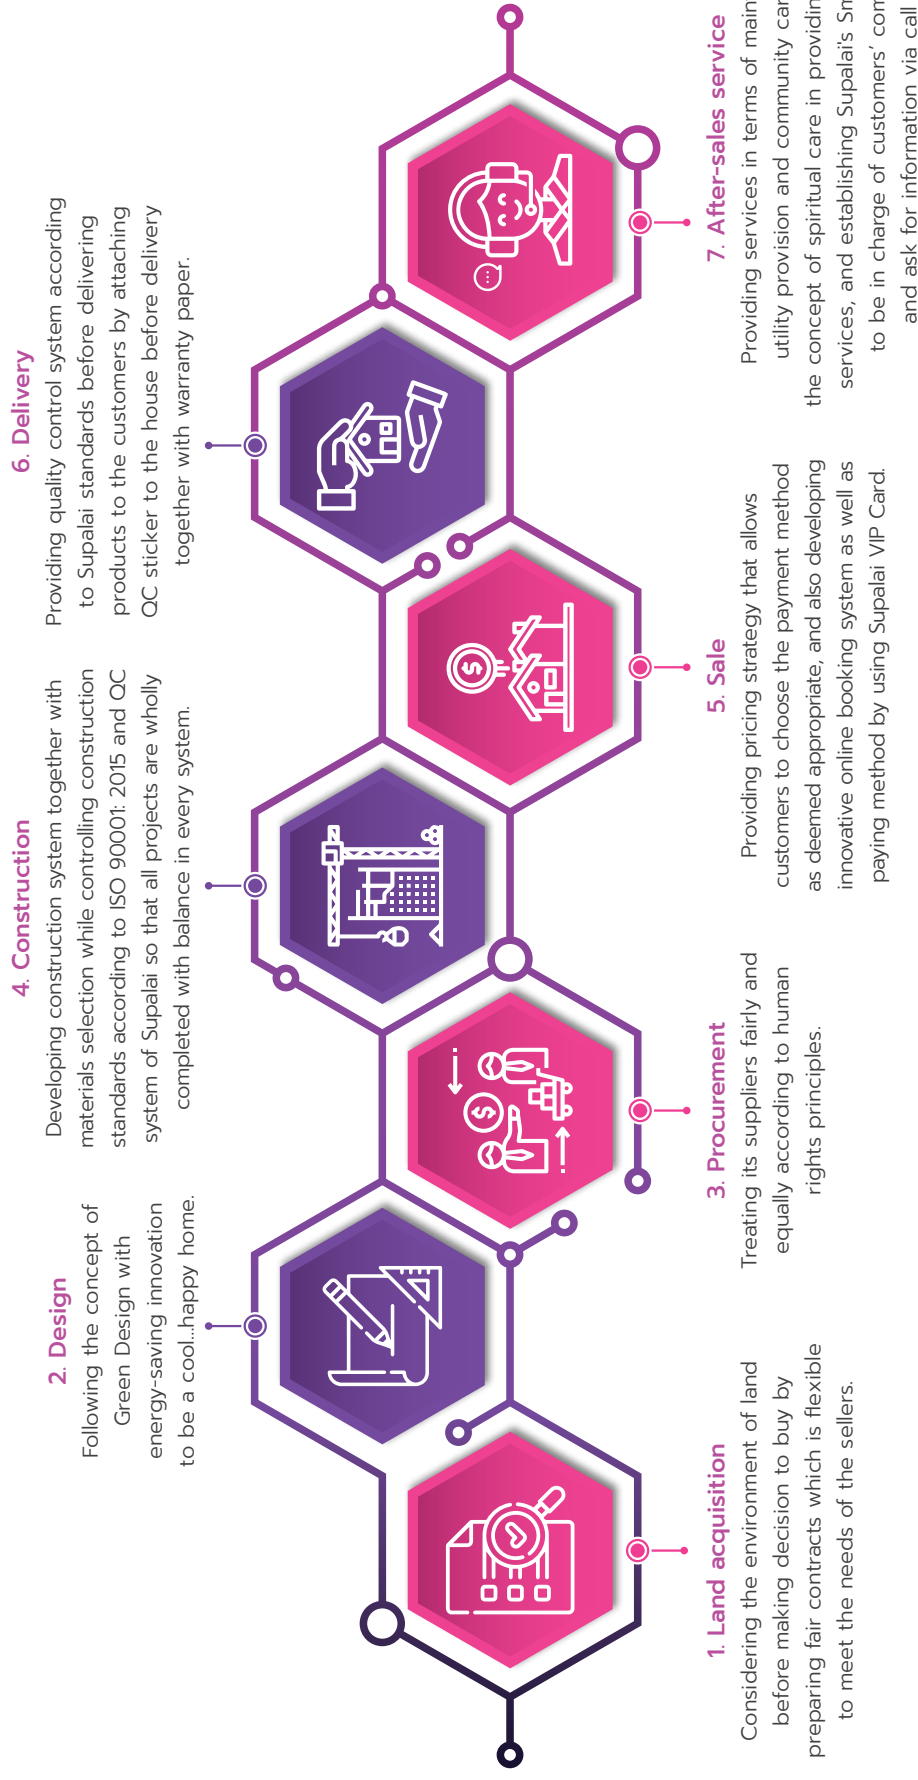 1. Land acquisition
Considering the environment of land
before making decision to buy by
preparing fair contracts which is flexible
to meet the needs of the sellers.
2. Design
Following the concept of
Green Design with
energy-saving innovation
to be a cool...happy home.
3. Procurement
Treating its suppliers fairly and
equally according to human
rights principles.
4. Construction
Developing construction system together with
materials selection while controlling construction
standards according to ISO 90001: 2015 and QC
system of Supalai so that all projects are wholly
completed with balance in every system.
5. Sale
Providing pricing strategy that allows
customers to choose the payment method
as deemed appropriate, and also developing
innovative online booking system as well as
paying method by using Supalai VIP Card.
6. Delivery
Providing quality control system according
to Supalai standards before delivering
products to the customers by attaching
QC sticker to the house before delivery
together with warranty paper.
7. After-sales service
Providing services in terms of
utility provision and community
the concept of spiritual care in
services, and establishing Supalai's
to be in charge of customers'
and ask for information via call